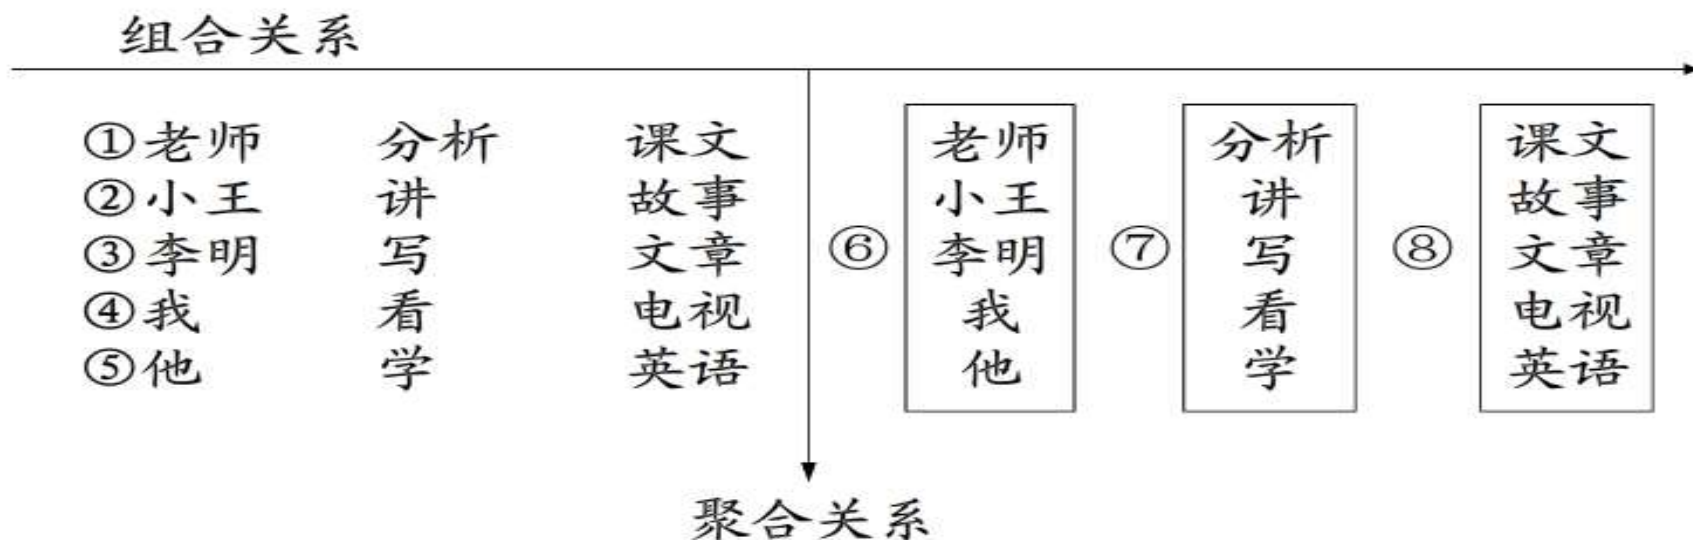 组合关系
①老师 分析 课文 老师 分析 课文
②小王 讲 故事 小王 讲 故事
③李明 写 文章 ⑥ 李明 ⑦ 写 ⑧ 文章
④我 看 电视 我 看 电视
⑤他 学 英语 他 学 英语
聚合关系